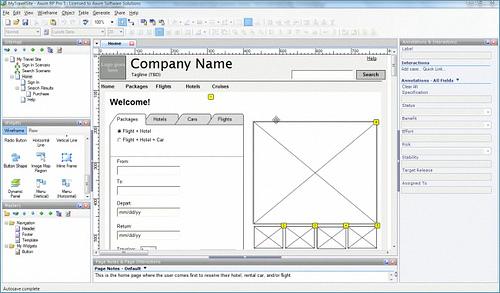 MyTravelSite - Axure RP Pro 5 : Licensed to Axure Software Solutions
File Edit View Wireframe Object Table Generate Share Help
100%
Sitemap
My Travel Site
Sign In Scenario
Search Scenario
Home
Sign In
Search Results
Purchase
Help
Widgets
Wireframe Flow
Radio Button Horizontal Line Vertical Line
Button Shape Image Map Region Inline Frame
Dynamic Panel Menu (Vertical) Menu (Horizontal)
Masters
Navigation
Header
Footer
Template
My Widgets
Button
Home
Logo goes here
Company Name
Tagline (TBD)
Help
Search
Home Packages Flights Hotels Cruises
Welcome!
Packages Hotels Cars Flights
Flight + Hotel
Flight + Hotel + Car
From
To
Depart
mm/dd/yy
Return
mm/dd/yy
Page Notes & Page Interactions
Page Notes - Default
This is the home page where the user comes first to reserve their hotel, rental car, and/or flight.
Annotations & Interactions
Label
Interactions
Add case... Quick Link...
Annotations - All Fields
Clear All
Specification
Status
Benefit
Effort
Risk
Stability
Target Release
Assigned To
Autosave complete.